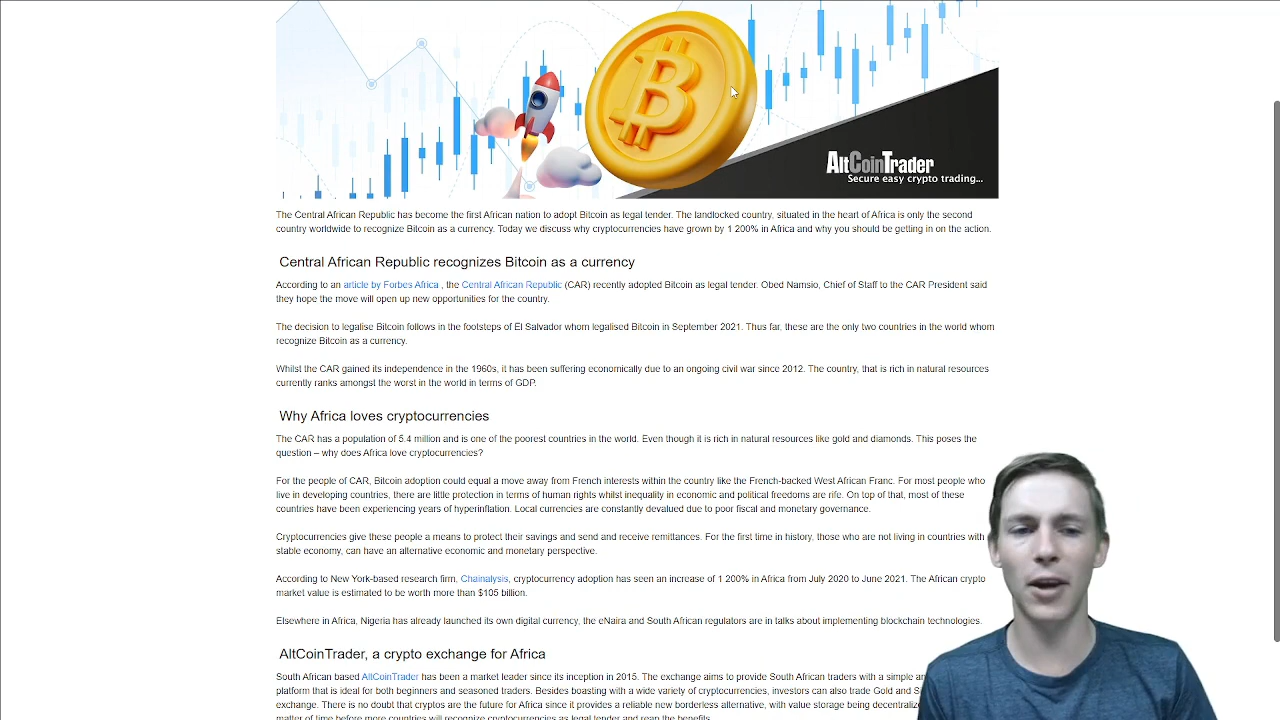 AltCoinTrader
Secure easy crypto trading...
The Central African Republic has become the first African nation to adopt Bitcoin as legal tender. The landlocked country, situated in the heart of Africa is only the second
country worldwide to recognize Bitcoin as a currency. Today we discuss why cryptocurrencies have grown by 1 200% in Africa and why you should be getting in on the action.
Central African Republic recognizes Bitcoin as a currency
According to an article by Forbes Africa , the Central African Republic (CAR) recently adopted Bitcoin as legal tender. Obed Namsio, Chief of Staff to the CAR President said
they hope the move will open up new opportunities for the country.
The decision to legalise Bitcoin follows in the footsteps of El Salvador whom legalised Bitcoin in September 2021. Thus far, these are the only two countries in the world whom
recognize Bitcoin as a currency.
Whilst the CAR gained its independence in the 1960s, it has been suffering economically due to an ongoing civil war since 2012. The country, that is rich in natural resources
currently ranks amongst the worst in the world in terms of GDP.
Why Africa loves cryptocurrencies
The CAR has a population of 5.4 million and is one of the poorest countries in the world. Even though it is rich in natural resources like gold and diamonds. This poses the
question – why does Africa love cryptocurrencies?
For the people of CAR, Bitcoin adoption could equal a move away from French interests within the country like the French-backed West African Franc. For most people who
live in developing countries, there are little protection in terms of human rights whilst inequality in economic and political freedoms are rife. On top of that, most of these
countries have been experiencing years of hyperinflation. Local currencies are constantly devalued due to poor fiscal and monetary governance.
Cryptocurrencies give these people a means to protect their savings and send and receive remittances. For the first time in history, those who are not living in countries with
stable economy, can have an alternative economic and monetary perspective.
According to New York-based research firm, Chainalysis, cryptocurrency adoption has seen an increase of 1 200% in Africa from July 2020 to June 2021. The African crypto
market value is estimated to be worth more than $105 billion.
Elsewhere in Africa, Nigeria has already launched its own digital currency, the eNaira and South African regulators are in talks about implementing blockchain technologies.
AltCoinTrader, a crypto exchange for Africa
South African based AltCoinTrader has been a market leader since its inception in 2015. The exchange aims to provide South African traders with a simple
platform that is ideal for both beginners and seasoned traders. Besides boasting with a wide variety of cryptocurrencies, investors can also trade Gold and
exchange. There is no doubt that cryptos are the future for Africa since it provides a reliable new borderless alternative, with value storage being
matter of time before more countries will recognize cryptocurrencies as legal tender and reap the benefits.